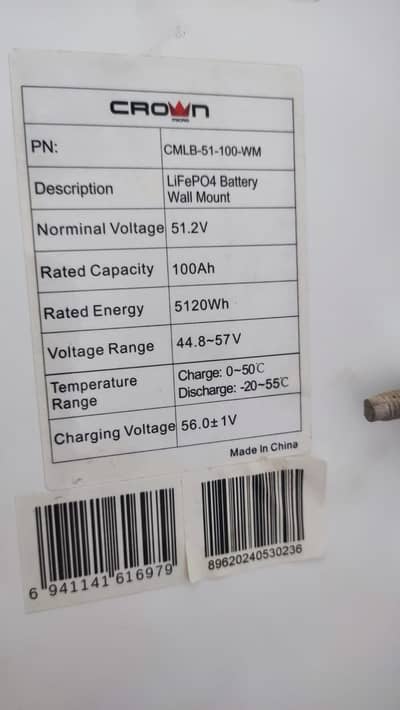 CROWN
MICRO
PN: CMLB-51-100-WM
Description LiFePO4 Battery
Wall Mount
Norminal Voltage 51.2V
Rated Capacity 100Ah
Rated Energy 5120Wh
Voltage Range 44.8~57V
Temperature Range Charge: 0~50℃
Discharge: -20~55℃
Charging Voltage 56.0±1V
Made In China
6 941141 616979
89620240530236